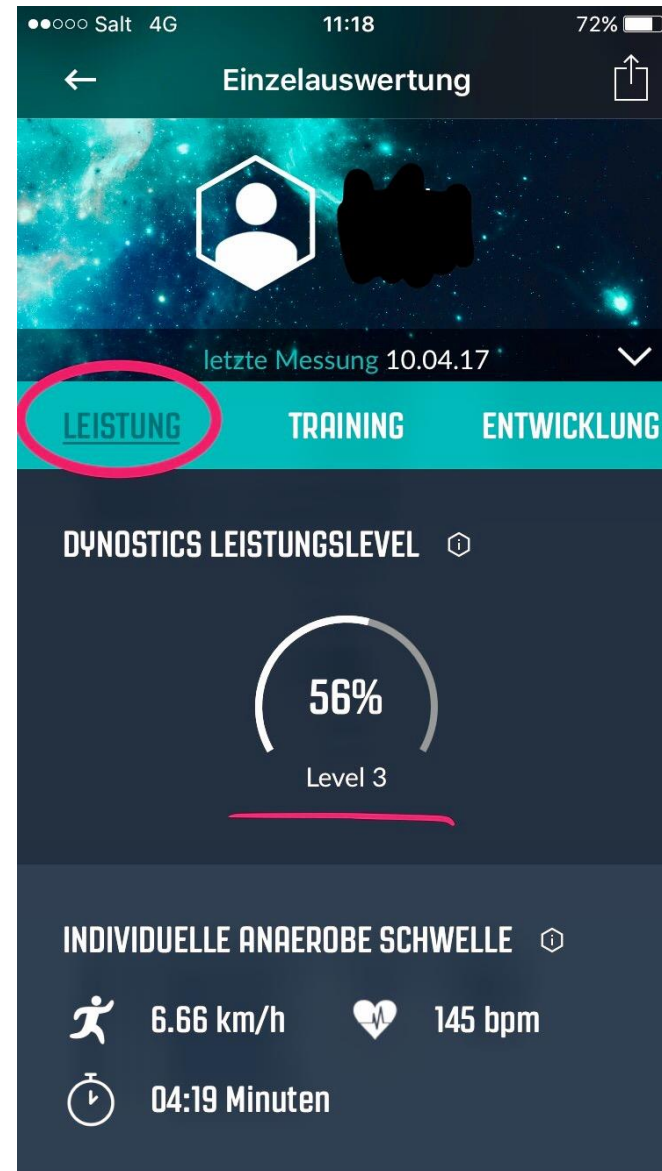 Salt 4G 11:18 72%
Einzelauswertung
letzte Messung 10.04.17
LEISTUNG TRAINING ENTWICKLUNG
DYNOSTICS LEISTUNGSLEVEL
56%
Level 3
INDIVIDUELLE ANAEROBE SCHWELLE
6.66 km/h 145 bpm
04:19 Minuten